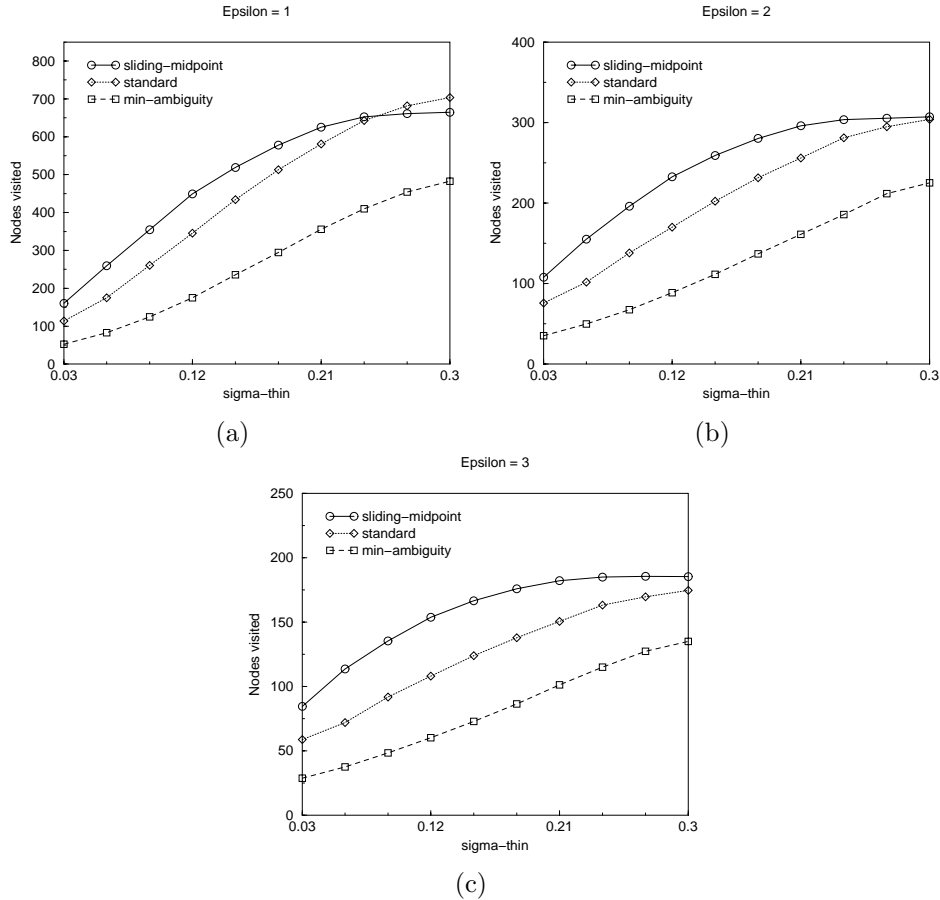 Epsilon = 1
850
800
700
600
500
400
300
200
100
0
Nodes visited
sliding−midpoint
standard
min−ambiguity
0.03
0.12
0.21
0.3
sigma−thin
(a)
Epsilon = 2
400
300
200
100
0
Nodes visited
sliding−midpoint
standard
min−ambiguity
0.03
0.12
0.21
0.3
sigma−thin
(b)
Epsilon = 3
250
200
150
100
50
0
Nodes visited
sliding−midpoint
standard
min−ambiguity
0.03
0.12
0.21
0.3
sigma−thin
(c)